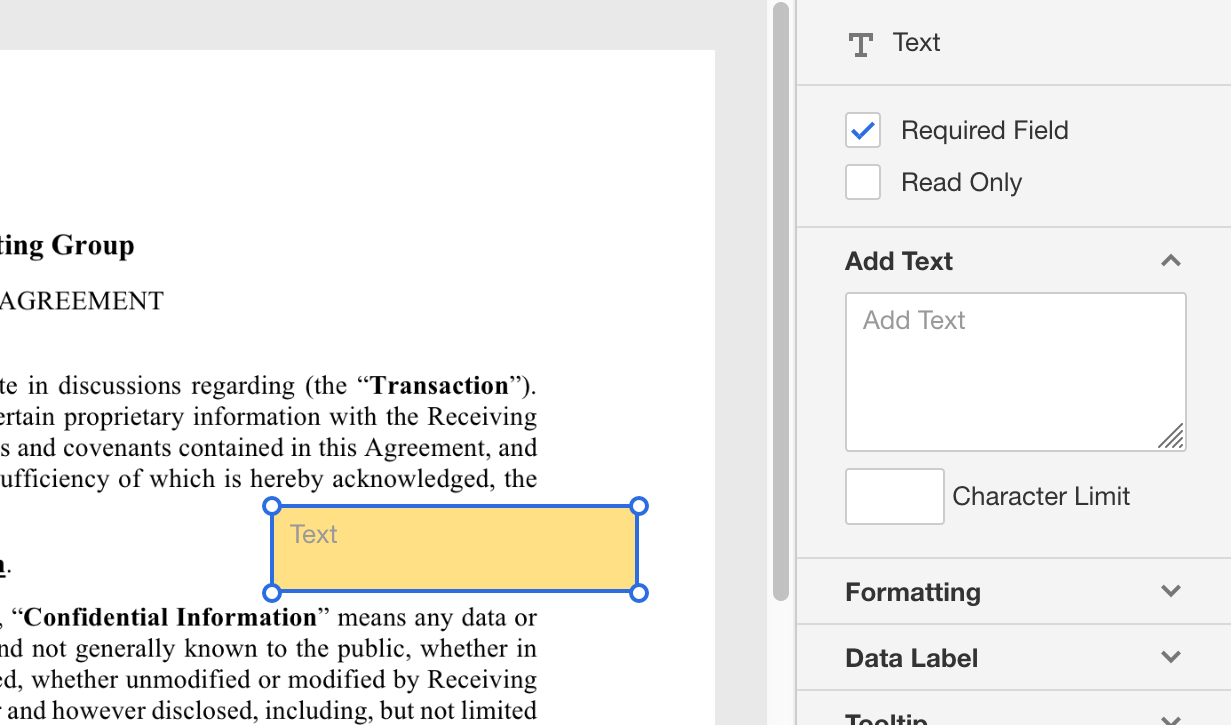 ting Group
AGREEMENT
te in discussions regarding (the “Transaction”).
ertain proprietary information with the Receiving
s and covenants contained in this Agreement, and
ufficiency of which is hereby acknowledged, the
Text
.
, “Confidential Information” means any data or
nd not generally known to the public, whether in
ed, whether unmodified or modified by Receiving
and however disclosed, including, but not limited
T Text
Required Field
Read Only
Add Text
Add Text
Character Limit
Formatting
Data Label
Tooltip